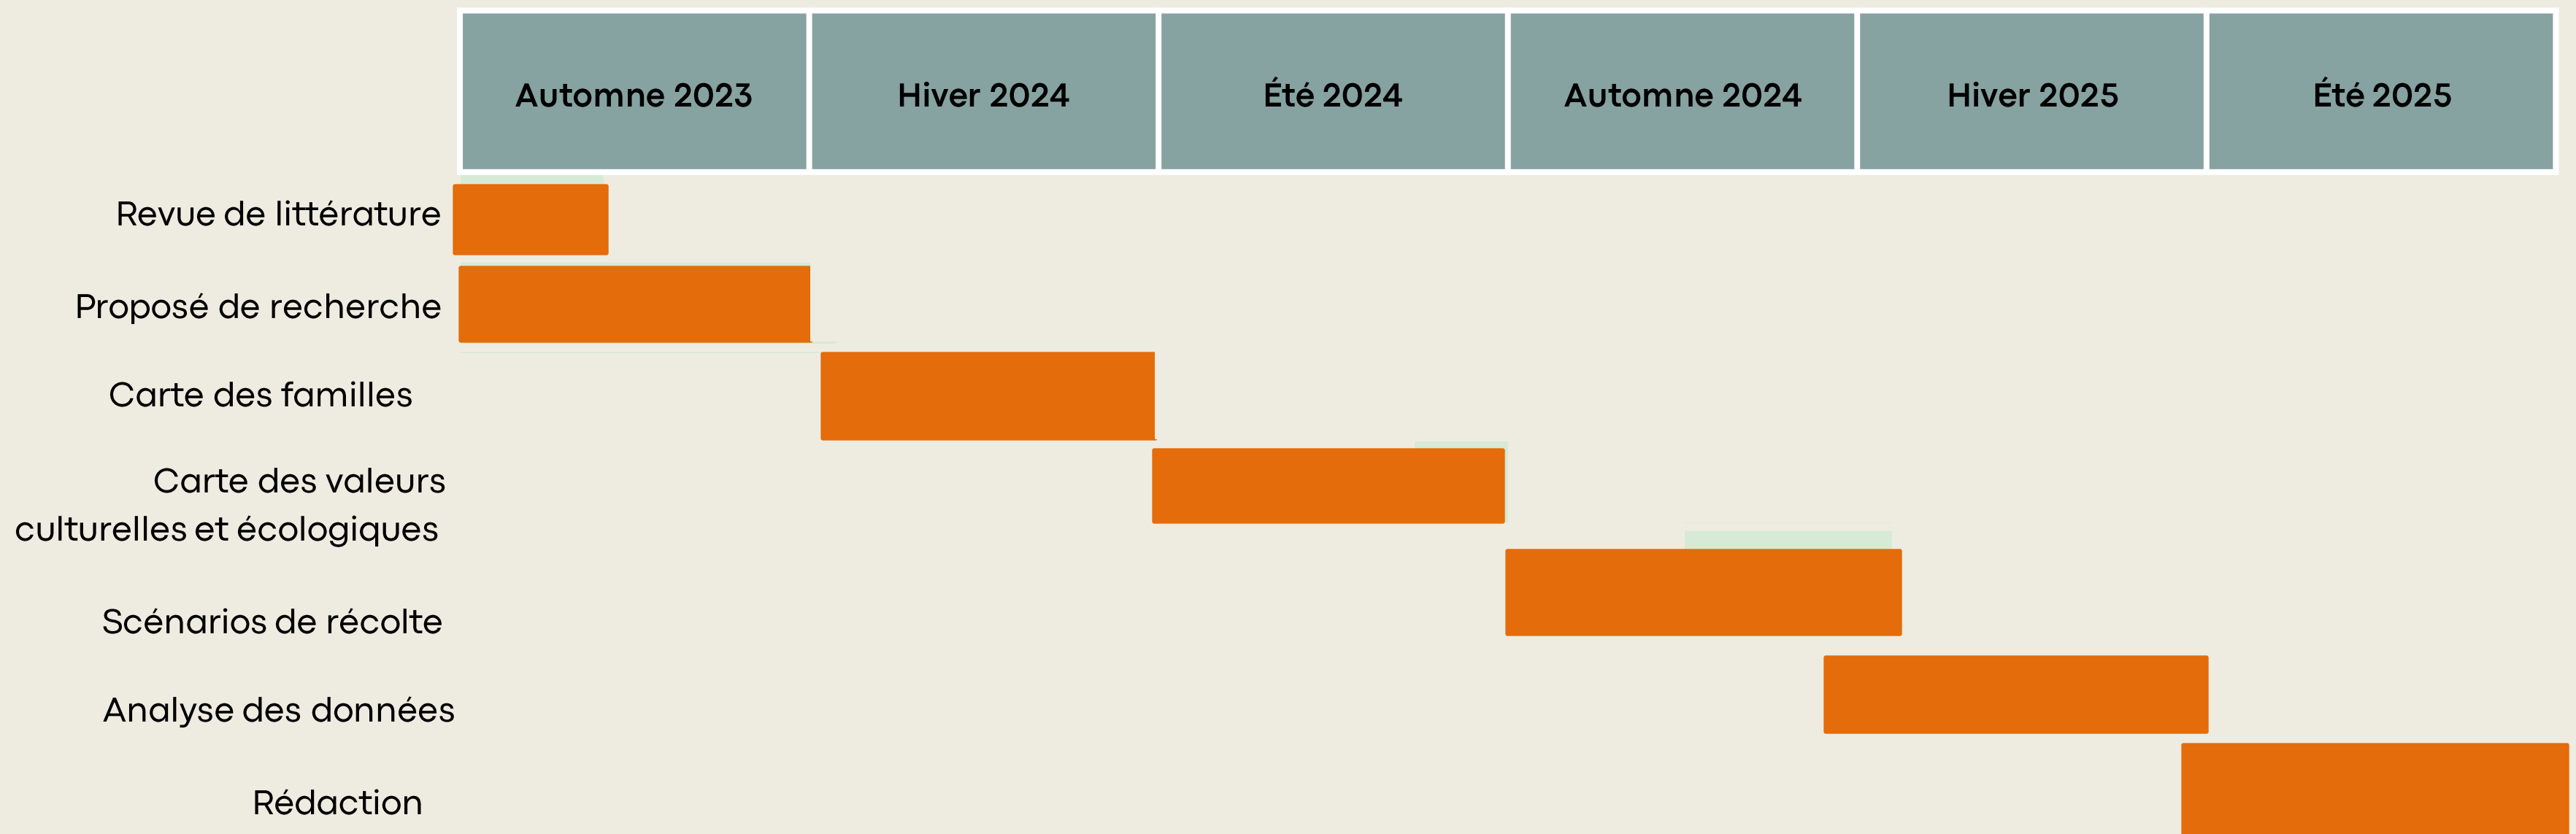 Automne 2023
Hiver 2024
Été 2024
Automne 2024
Hiver 2025
Été 2025
Revue de littérature
Proposé de recherche
Carte des familles
Carte des valeurs
culturelles et écologiques
Scénarios de récolte
Analyse des données
Rédaction